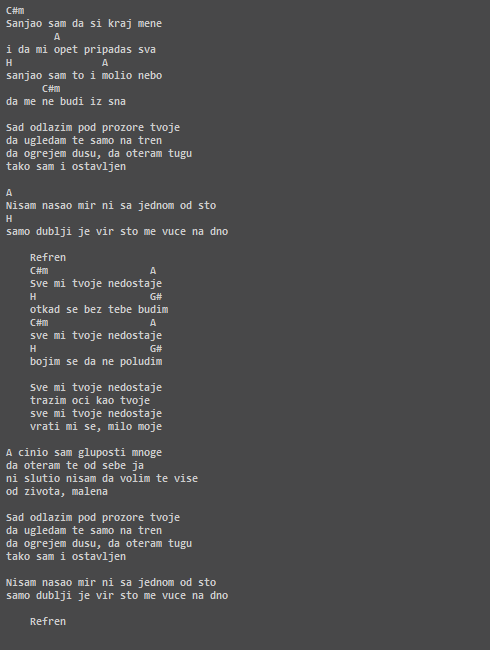 C#m
Sanjao sam da si kraj mene
        A
i da mi opet pripadas sva
H               A
sanjao sam to i molio nebo
      C#m
da me ne budi iz sna

Sad odlazim pod prozore tvoje
da ugledam te samo na tren
da ogrejem dusu, da oteram tugu
tako sam i ostavljen

A
Nisam nasao mir ni sa jednom od sto
H
samo dublji je vir sto me vuce na dno

    Refren
    C#m                 A
    Sve mi tvoje nedostaje
    H                   G#
    otkad se bez tebe budim
    C#m                 A
    sve mi tvoje nedostaje
    H                   G#
    bojim se da ne poludim

    Sve mi tvoje nedostaje
    trazim oci kao tvoje
    sve mi tvoje nedostaje
    vrati mi se, milo moje

A cinio sam gluposti mnoge
da oteram te od sebe ja
ni slutio nisam da volim te vise
od zivota, malena

Sad odlazim pod prozore tvoje
da ugledam te samo na tren
da ogrejem dusu, da oteram tugu
tako sam i ostavljen

Nisam nasao mir ni sa jednom od sto
samo dublji je vir sto me vuce na dno

    Refren